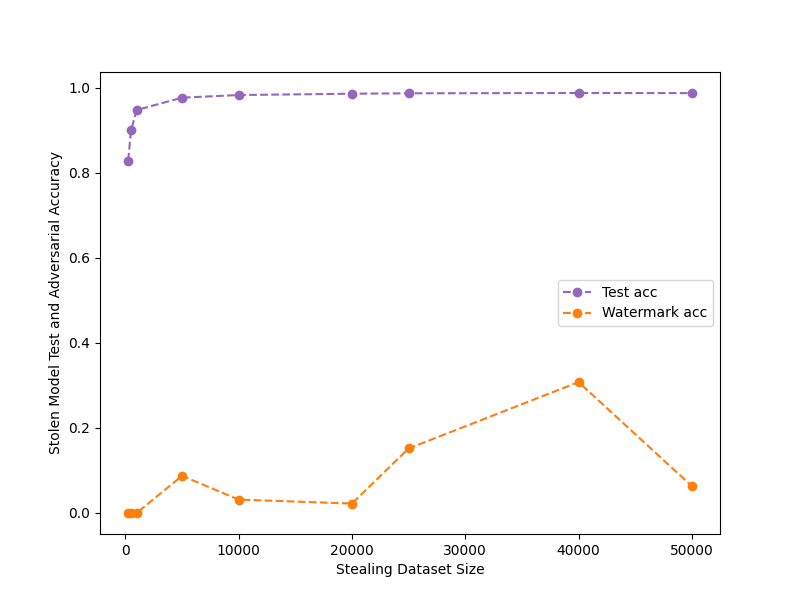 1.0
0.8
0.6
0.4
0.2
0.0
Stolen Model Test and Adversarial Accuracy
Test acc
Watermark acc
0 10000 20000 30000 40000 50000
Stealing Dataset Size